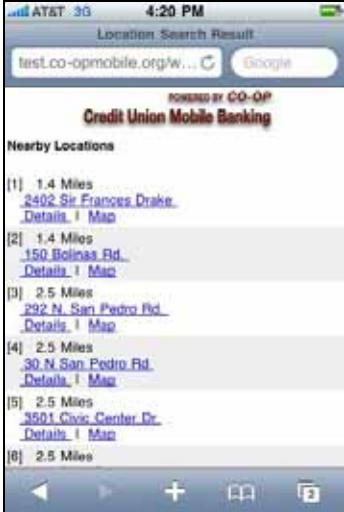 AT&T 3G 4:20 PM
Location Search Result
test.co-opmobile.org/w... Google
POWERED BY CO-OP
Credit Union Mobile Banking
Nearby Locations
[1] 1.4 Miles
2402 Sir Frances Drake
Details | Map
[2] 1.4 Miles
150 Bolinas Rd.
Details | Map
[3] 2.5 Miles
292 N. San Pedro Rd.
Details | Map
[4] 2.5 Miles
30 N San Pedro Rd
Details | Map
[5] 2.5 Miles
3501 Civic Center Dr.
Details | Map
[6] 2.5 Miles
2